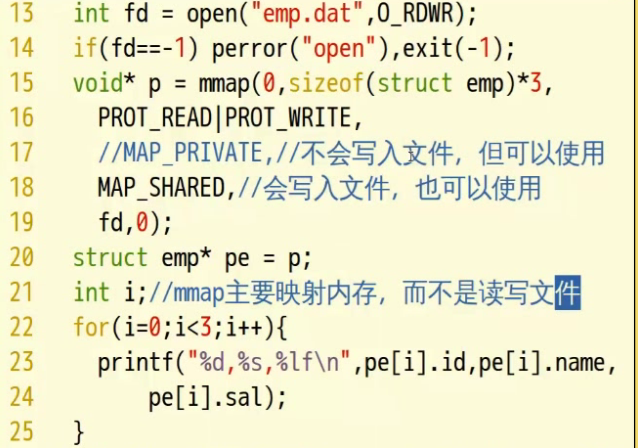 13 int fd = open("emp.dat",O_RDWR);
14 if(fd==-1) perror("open"),exit(-1);
15 void* p = mmap(0,sizeof(struct emp)*3,
16 PROT_READ|PROT_WRITE,
17 //MAP_PRIVATE,//不会写入文件，但可以使用
18 MAP_SHARED,//会写入文件，也可以使用
19 fd,0);
20 struct emp* pe = p;
21 int i;//mmap主要映射内存，而不是读写文件
22 for(i=0;i<3;i++){
23 printf("%d,%s,%lf\n",pe[i].id,pe[i].name,
24 pe[i].sal);
25 }